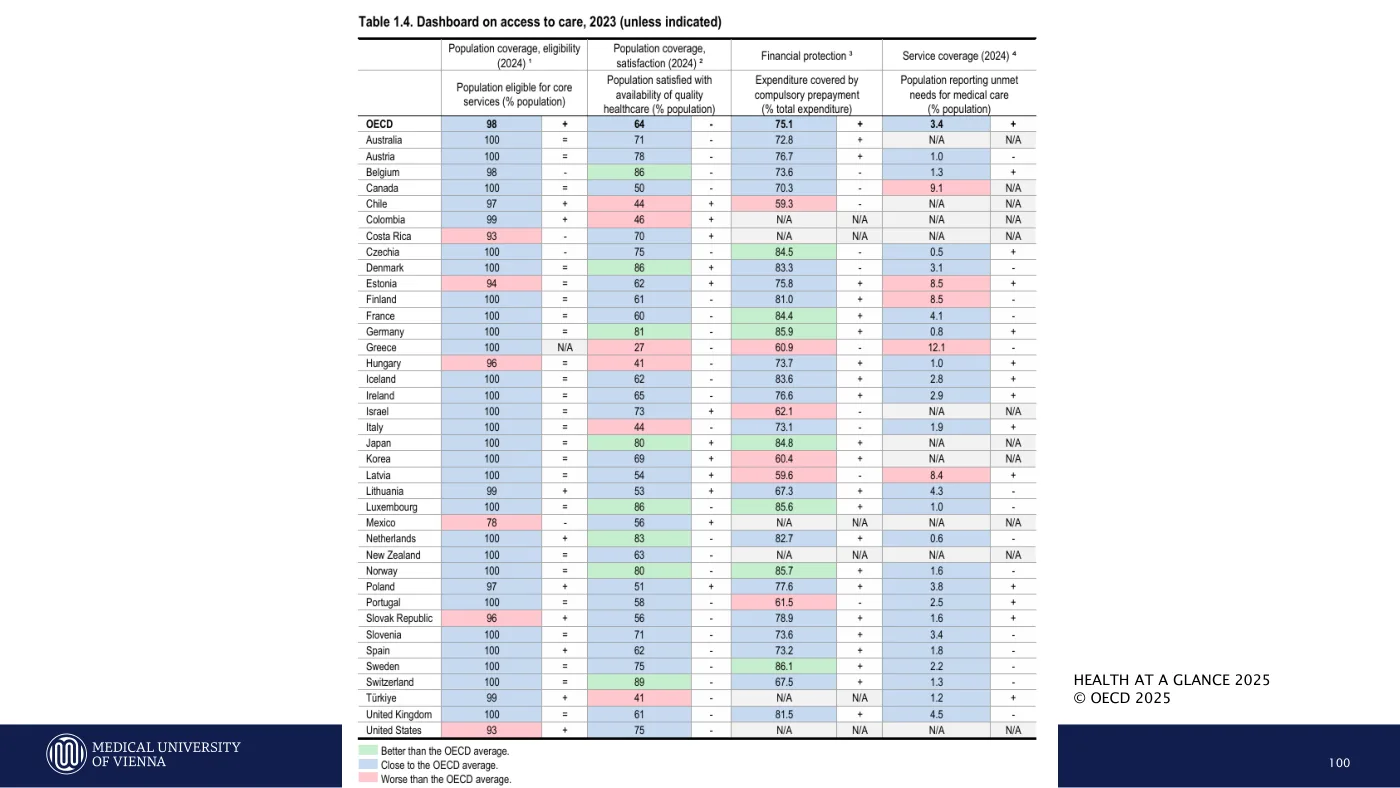 Table 1.4. Dashboard on access to care, 2023 (unless indicated)
Population coverage, eligibility (2024) ¹ Population coverage, satisfaction (2024) ² Financial protection ³ Service coverage (2024) ⁴
Population eligible for core services (% population) Population satisfied with availability of quality healthcare (% population) Expenditure covered by compulsory prepayment (% total expenditure) Population reporting unmet needs for medical care (% population)
OECD 98 + 64 - 75.1 + 3.4 +
Australia 100 = 71 - 72.8 + N/A N/A
Austria 100 = 78 - 76.7 + 1.0 -
Belgium 98 - 86 - 73.6 - 1.3 +
Canada 100 = 50 - 70.3 - 9.1 N/A
Chile 97 + 44 + 59.3 - N/A N/A
Colombia 99 + 46 + N/A N/A N/A N/A
Costa Rica 93 - 70 + N/A N/A N/A N/A
Czechia 100 - 75 - 84.5 - 0.5 +
Denmark 100 = 86 + 83.3 - 3.1 -
Estonia 94 = 62 + 75.8 + 8.5 +
Finland 100 = 61 - 81.0 + 8.5 -
France 100 = 60 - 84.4 + 4.1 -
Germany 100 = 81 - 85.9 + 0.8 +
Greece 100 N/A 27 - 60.9 - 12.1 -
Hungary 96 = 41 - 73.7 + 1.0 +
Iceland 100 = 62 - 83.6 + 2.8 +
Ireland 100 = 65 - 76.6 + 2.9 +
Israel 100 = 73 + 62.1 - N/A N/A
Italy 100 = 44 - 73.1 - 1.9 +
Japan 100 = 80 + 84.8 + N/A N/A
Korea 100 = 69 + 60.4 + N/A N/A
Latvia 100 = 54 + 59.6 - 8.4 +
Lithuania 99 + 53 + 67.3 + 4.3 -
Luxembourg 100 = 86 - 85.6 + 1.0 -
Mexico 78 - 56 + N/A N/A N/A N/A
Netherlands 100 + 83 - 82.7 + 0.6 -
New Zealand 100 = 63 - N/A N/A N/A N/A
Norway 100 = 80 - 85.7 + 1.6 -
Poland 97 + 51 + 77.6 + 3.8 +
Portugal 100 = 58 - 61.5 - 2.5 +
Slovak Republic 96 + 56 - 78.9 + 1.6 +
Slovenia 100 = 71 - 73.6 + 3.4 -
Spain 100 + 62 - 73.2 + 1.8 -
Sweden 100 = 75 - 86.1 + 2.2 -
Switzerland 100 = 89 - 67.5 + 1.3 -
Türkiye 99 + 41 - N/A N/A 1.2 +
United Kingdom 100 = 61 - 81.5 + 4.5 -
United States 93 + 75 - N/A N/A N/A N/A
Better than the OECD average.
Close to the OECD average.
Worse than the OECD average.
HEALTH AT A GLANCE 2025
© OECD 2025
MEDICAL UNIVERSITY
OF VIENNA
100